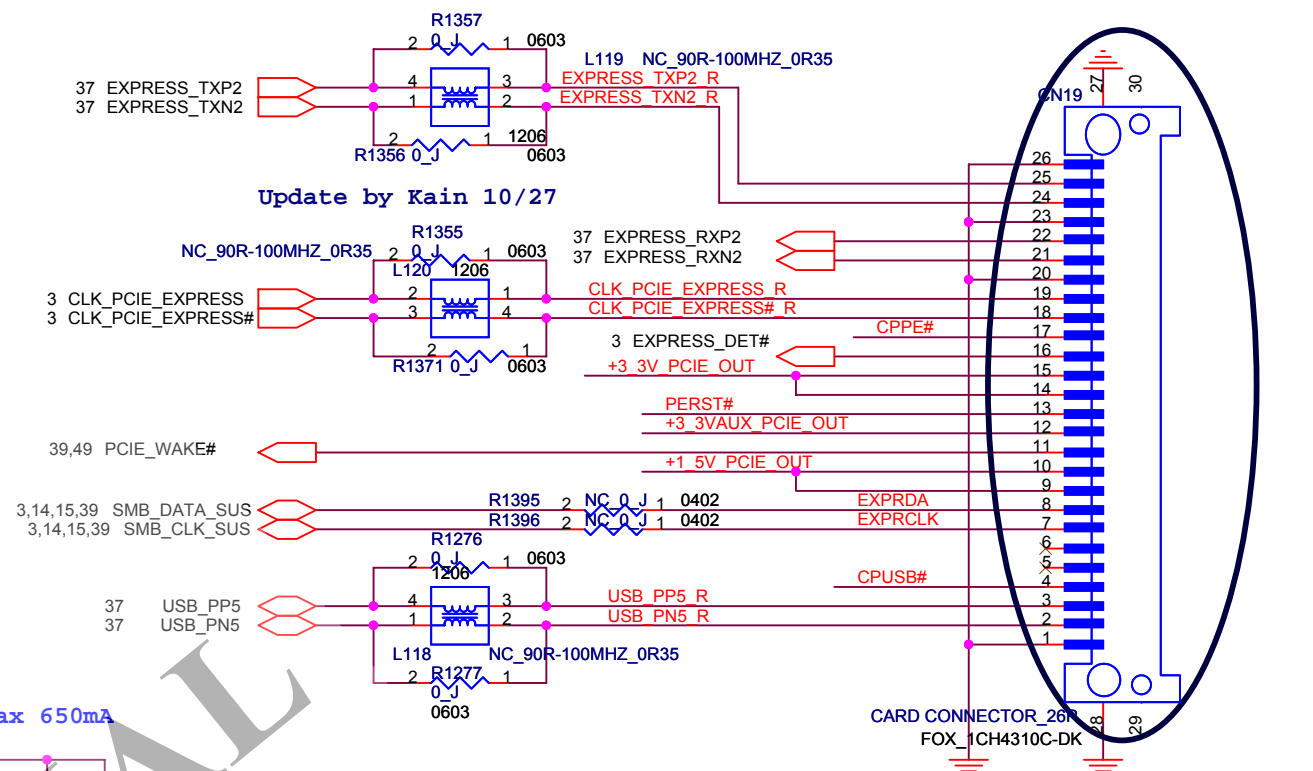 R1357
0_J
2 1 0603
L119 NC_90R-100MHZ_0R35
37 EXPRESS_TXP2 4 3 EXPRESS_TXP2_R
37 EXPRESS_TXN2 1 2 EXPRESS_TXN2_R
2 1 1206
R1356 0_J 0603
27 30
CN19
26
25
24
23
22
21
20
19
18
17
16
15
14
13
12
11
10
9
8
7
6
5
4
3
2
1
Update by Kain 10/27
R1355
NC_90R-100MHZ_0R35 2 0_J 1 0603
L120 1206
37 EXPRESS_RXP2
37 EXPRESS_RXN2
3 CLK_PCIE_EXPRESS 2 1 CLK_PCIE_EXPRESS_R
3 CLK_PCIE_EXPRESS# 3 4 CLK_PCIE_EXPRESS#_R
CPPE#
3 EXPRESS_DET#
2 1
R1371 0_J 0603
+3_3V_PCIE_OUT
PERST#
+3_3VAUX_PCIE_OUT
39,49 PCIE_WAKE#
+1_5V_PCIE_OUT
3,14,15,39 SMB_DATA_SUS R1395 2 NC_0_J 1 0402 EXPRDA
3,14,15,39 SMB_CLK_SUS R1396 2 NC_0_J 1 0402 EXPRCLK
R1276
2 0_J 1 0603
1206
CPUSB#
37 USB_PP5 4 3 USB_PP5_R
37 USB_PN5 1 2 USB_PN5_R
L118 NC_90R-100MHZ_0R35
R1277
2 1
0_J
0603
ax 650mA
AL
CARD CONNECTOR_26P
FOX_1CH4310C-DK
28 29